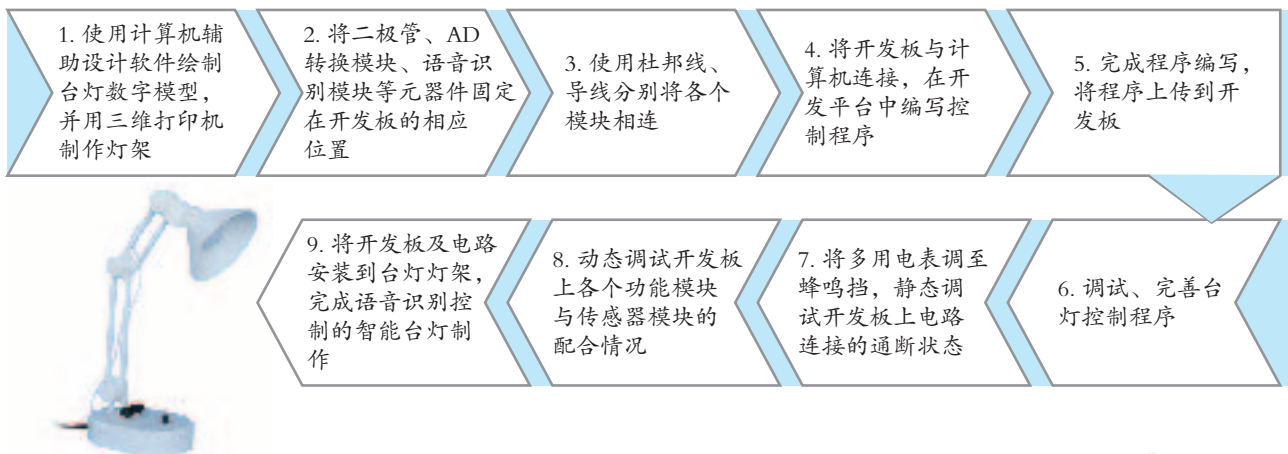 1. 使用计算机辅
助设计软件绘制
台灯数字模型，
并用三维打印机
制作灯架
2. 将二极管、AD
转换模块、语音识
别模块等元器件固定
在开发板的相应
位置
3. 使用杜邦线、
导线分别将各个
模块相连
4. 将开发板与计
算机连接，在开
发平台中编写控
制程序
5. 完成程序编写，
将程序上传到开
发板
6. 调试、完善台
灯控制程序
7. 将多用电表调至
蜂鸣挡，静态调
试开发板上电路
连接的通断状态
8. 动态调试开发板
上各个功能模块
与传感器模块的
配合情况
9. 将开发板及电路
安装到台灯灯架，
完成语音识别控
制的智能台灯制
作